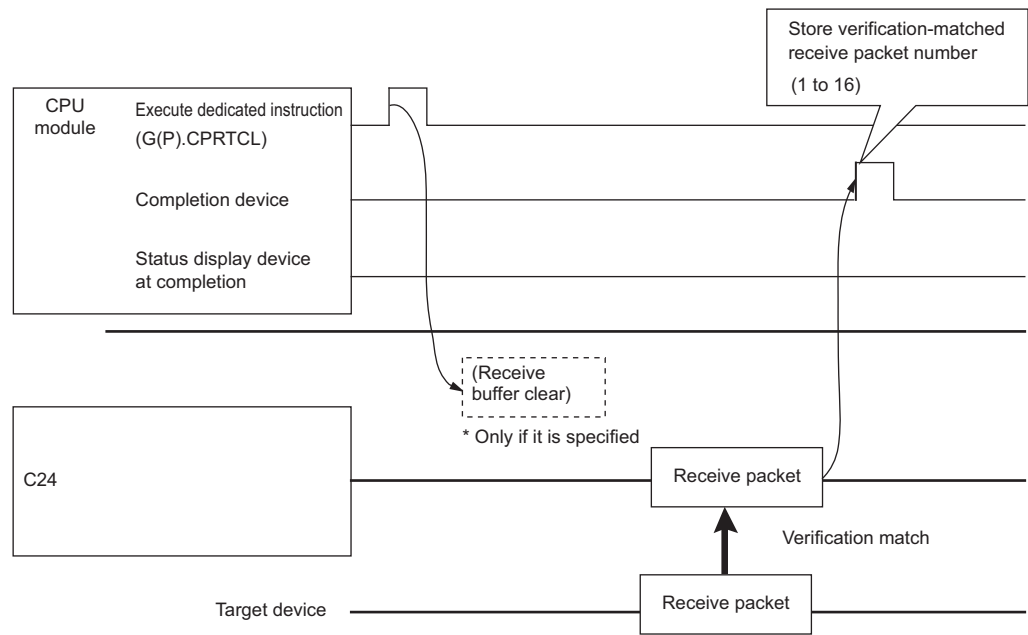 Store verification-matched
receive packet number
(1 to 16)
CPU
module
Execute dedicated instruction
(G(P).CPRTCL)
Completion device
Status display device
at completion
(Receive
buffer clear)
* Only if it is specified
C24
Receive packet
Verification match
Target device
Receive packet